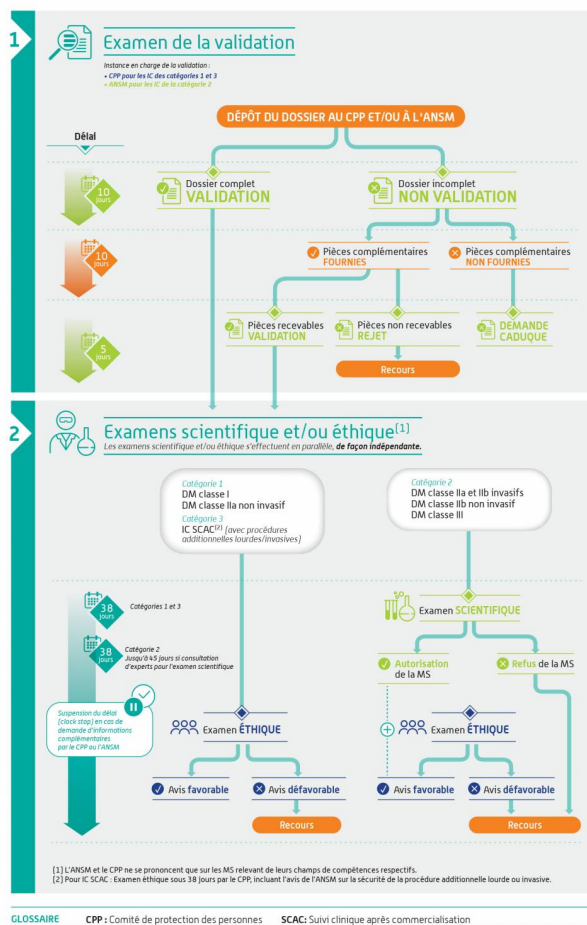 1
Examen de la validation
Instance en charge de la validation :
• CPP pour les IC des catégories 1 et 3
• ANSM pour les IC de la catégorie 2
DÉPÔT DU DOSSIER AU CPP ET/OU À L'ANSM
Délai
10
jours
Dossier complet
VALIDATION
Dossier incomplet
NON VALIDATION
10
jours
Pièces complémentaires
FOURNIES
Pièces complémentaires
NON FOURNIES
5
jours
Pièces recevables
VALIDATION
Pièces non recevables
REJET
DEMANDE
CADUQUE
Recours
2
Examens scientifique et/ou éthique[1]
Les examens scientifique et/ou éthique s'effectuent en parallèle, de façon indépendante.
Catégorie 1
DM classe I
DM classe IIa non invasif
Catégorie 3
IC SCAC[2] (avec procédures
additionnelles lourdes/invasives)
Catégorie 2
DM classe IIa et IIb invasifs
DM classe IIb non invasif
DM classe III
38
jours
Catégories 1 et 3
Examen SCIENTIFIQUE
38
jours
Catégorie 2
Jusqu'à 45 jours si consultation
d'experts pour l'examen scientifique
Autorisation
de la MS
Refus de la MS
Suspension du délai
(clock stop) en cas de
demande d'informations
complémentaires
par le CPP ou l'ANSM
Examen ÉTHIQUE
Examen ÉTHIQUE
Avis favorable
Avis défavorable
Avis favorable
Avis défavorable
Recours
Recours
[1] L'ANSM et le CPP ne se prononcent que sur les MS relevant de leurs champs de compétences respectifs.
[2] Pour IC SCAC : Examen éthique sous 38 jours par le CPP, incluant l'avis de l'ANSM sur la sécurité de la procédure additionnelle lourde ou invasive.
GLOSSAIRE CPP : Comité de protection des personnes SCAC: Suivi clinique après commercialisation